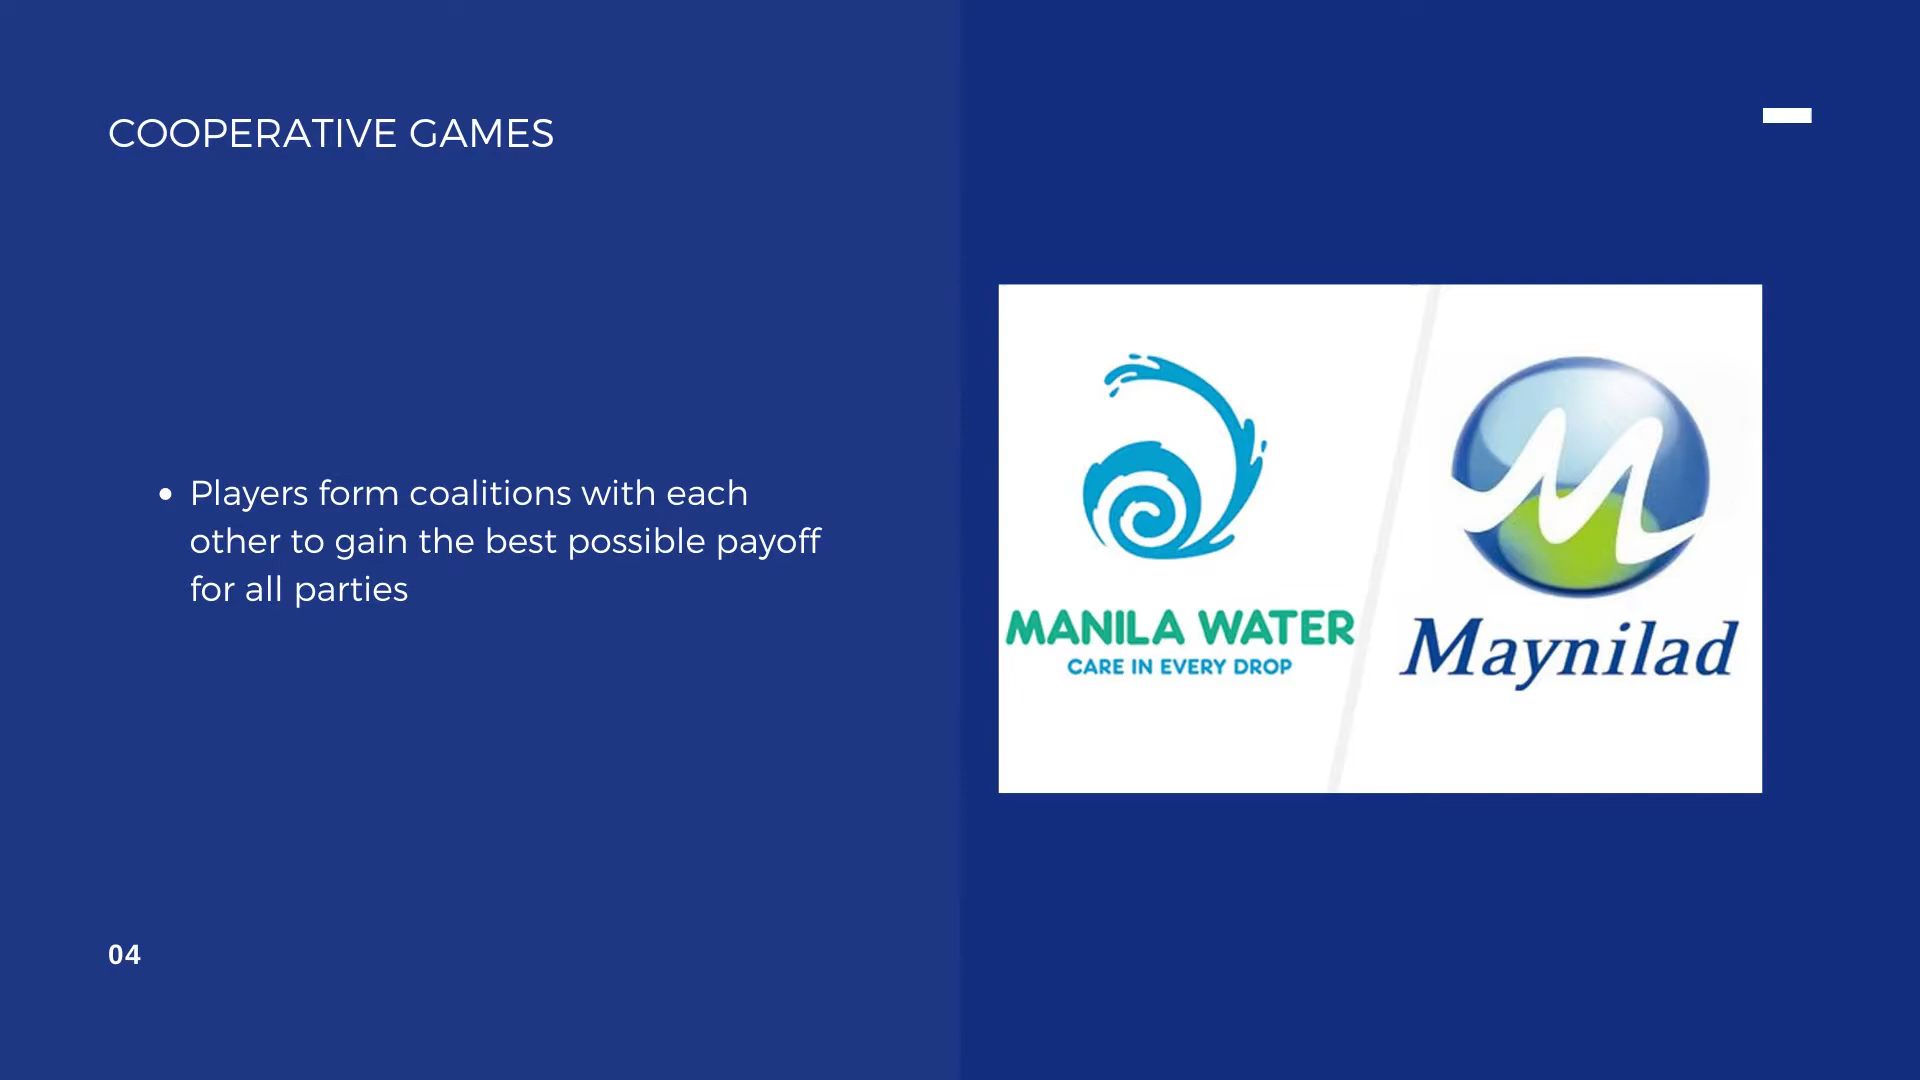 COOPERATIVE GAMES
• Players form coalitions with each
other to gain the best possible payoff
for all parties
MANILA WATER
CARE IN EVERY DROP
Maynilad
04